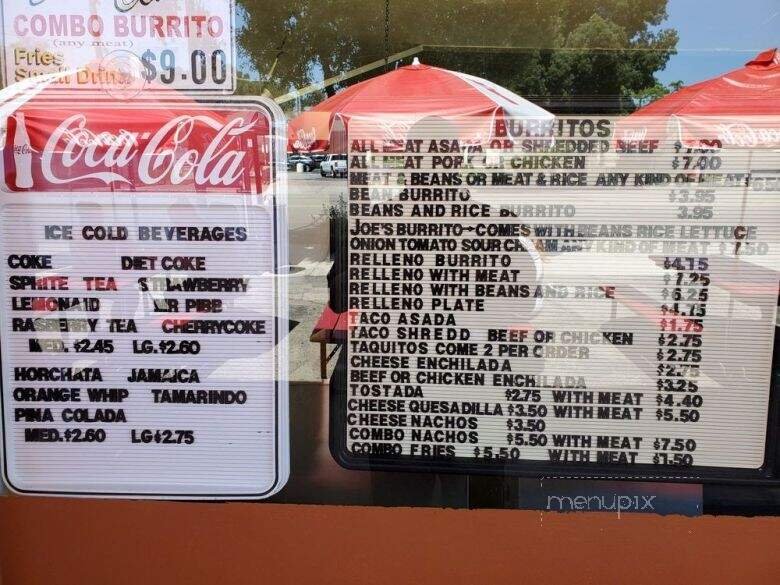 COMBO BURRITO
(any meat)
Fries
Small Drink $9.00
Coca-Cola
ICE COLD BEVERAGES
COKE DIET COKE
SPRITE TEA STRAWBERRY
LEMONAID MR PIBB
RASBERRY TEA CHERRYCOKE
MED. $2.45 LG.$2.60
HORCHATA JAMAICA
ORANGE WHIP TAMARINDO
PINA COLADA
MED.$2.60 LG$2.75
BURRITOS
ALL MEAT ASADA OR SHREDDED BEEF
ALL MEAT PORK OR CHICKEN $7.00
MEAT & BEANS OR MEAT & RICE ANY KIND OF MEAT
BEAN BURRITO $3.95
BEANS AND RICE BURRITO 3.95
JOE'S BURRITO→COMES WITH BEANS RICE LETTUCE
ONION TOMATO SOUR CREAM ANY KIND OF MEAT
RELLENO BURRITO $4.15
RELLENO WITH MEAT $7.25
RELLENO WITH BEANS AND RICE $6.25
RELLENO PLATE $4.75
TACO ASADA $1.75
TACO SHREDD BEEF OR CHICKEN $2.75
TAQUITOS COME 2 PER ORDER $2.75
CHEESE ENCHILADA $2.75
BEEF OR CHICKEN ENCHILADA $3.25
TOSTADA $2.75 WITH MEAT $4.40
CHEESE QUESADILLA $3.50 WITH MEAT $5.50
CHEESE NACHOS $3.50
COMBO NACHOS $5.50 WITH MEAT $7.50
COMBO FRIES $5.50 WITH MEAT $7.50
menupix